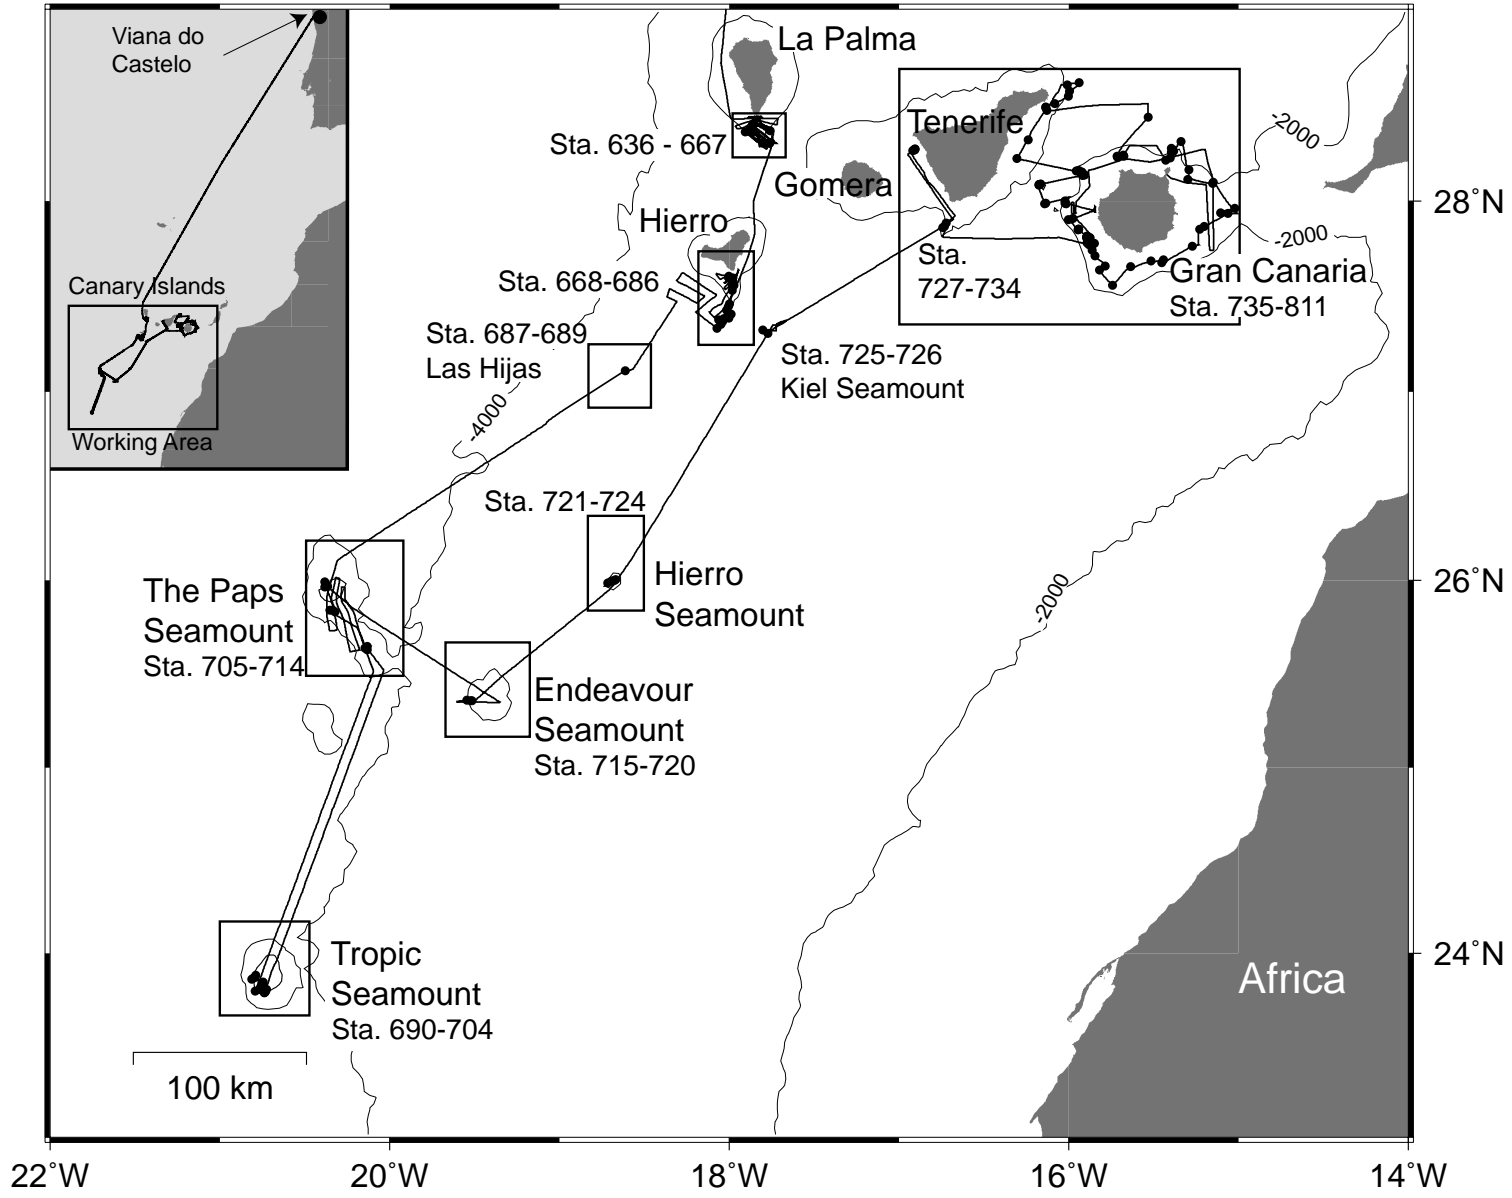 Viana do
Castelo
Canary Islands
Working Area
La Palma
Sta. 636 - 667
Tenerife
Gomera
-2000
28°N
Hierro
-2000
Sta. 668-686
Sta.
727-734
Gran Canaria
Sta. 735-811
Sta. 687-689
Las Hijas
Sta. 725-726
Kiel Seamount
-4000
Sta. 721-724
Hierro
Seamount
26°N
The Paps
Seamount
Sta. 705-714
-2000
Endeavour
Seamount
Sta. 715-720
Tropic
Seamount
Sta. 690-704
24°N
Africa
100 km
22°W
20°W
18°W
16°W
14°W